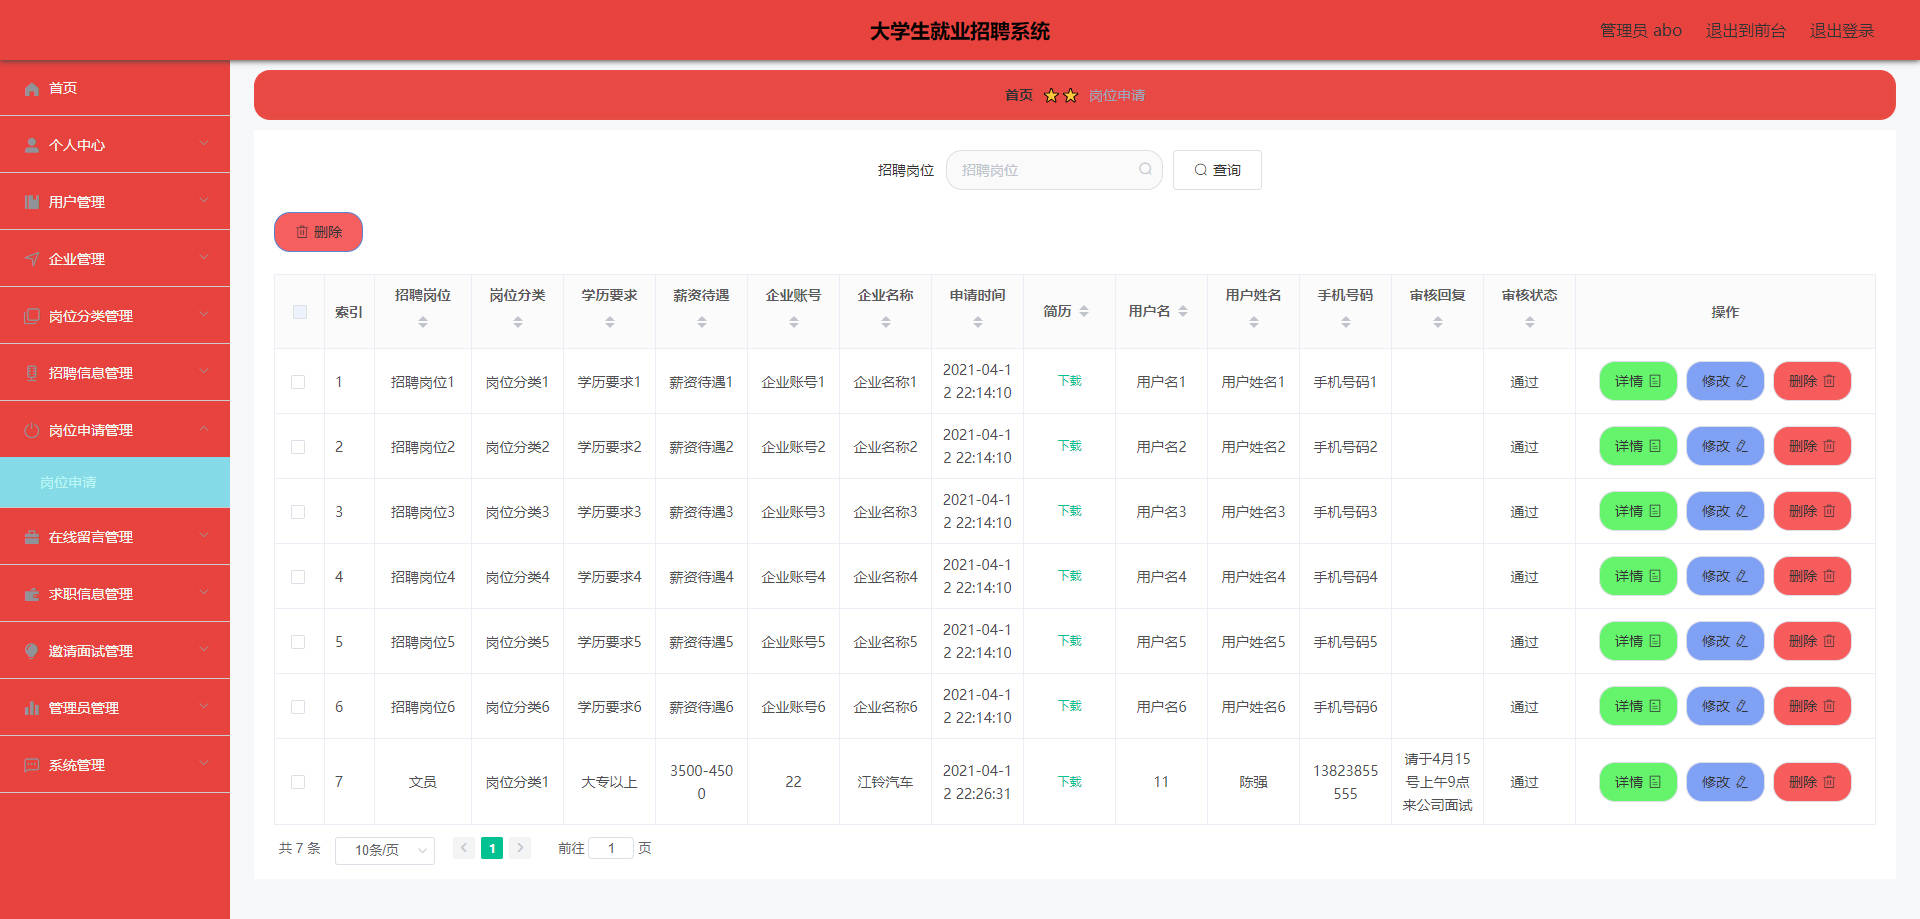 大学生就业招聘系统
管理员 abo 退出到前台 退出登录
首页
个人中心
用户管理
企业管理
岗位分类管理
招聘信息管理
岗位申请管理
岗位申请
在线留言管理
求职信息管理
邀请面试管理
管理员管理
系统管理
首页 岗位申请
招聘岗位 招聘岗位 查询
删除
索引 招聘岗位 岗位分类 学历要求 薪资待遇 企业账号 企业名称 申请时间 简历 用户名 用户姓名 手机号码 审核回复 审核状态 操作
1 招聘岗位1 岗位分类1 学历要求1 薪资待遇1 企业账号1 企业名称1 2021-04-1 下载 用户名1 用户姓名1 手机号码1 通过 详情 修改 删除
2 22:14:10
2 招聘岗位2 岗位分类2 学历要求2 薪资待遇2 企业账号2 企业名称2 2021-04-1 下载 用户名2 用户姓名2 手机号码2 通过 详情 修改 删除
2 22:14:10
3 招聘岗位3 岗位分类3 学历要求3 薪资待遇3 企业账号3 企业名称3 2021-04-1 下载 用户名3 用户姓名3 手机号码3 通过 详情 修改 删除
2 22:14:10
4 招聘岗位4 岗位分类4 学历要求4 薪资待遇4 企业账号4 企业名称4 2021-04-1 下载 用户名4 用户姓名4 手机号码4 通过 详情 修改 删除
2 22:14:10
5 招聘岗位5 岗位分类5 学历要求5 薪资待遇5 企业账号5 企业名称5 2021-04-1 下载 用户名5 用户姓名5 手机号码5 通过 详情 修改 删除
2 22:14:10
6 招聘岗位6 岗位分类6 学历要求6 薪资待遇6 企业账号6 企业名称6 2021-04-1 下载 用户名6 用户姓名6 手机号码6 通过 详情 修改 删除
2 22:14:10
7 文员 岗位分类1 大专以上 3500-450 22 江铃汽车 2021-04-1 下载 11 陈强 13823855 请于4月15 通过 详情 修改 删除
0 2 22:26:31 555 号上午9点
来公司面试
共 7 条 10条/页 1 前往 1 页